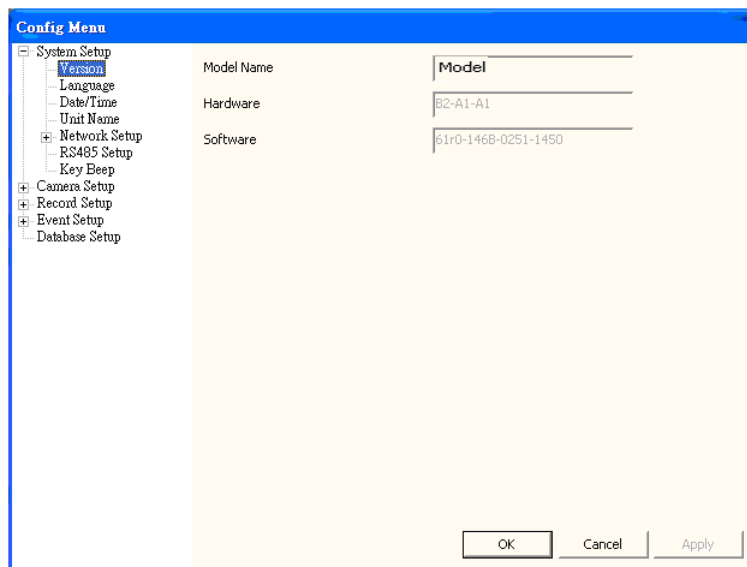 Config Menu
System Setup
Version
Language
Date/Time
Unit Name
Network Setup
RS485 Setup
Key Beep
Camera Setup
Record Setup
Event Setup
Database Setup
Model Name
Model
Hardware
B2-A1-A1
Software
61r0-146B-0251-1450
OK
Cancel
Apply